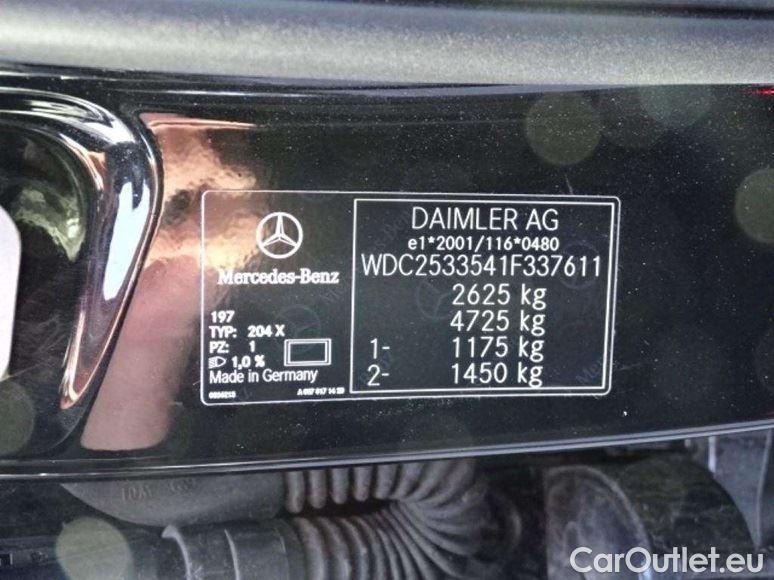 DAIMLER AG
e1*2001/116*0480
WDC2533541F337611
2625 kg
4725 kg
1- 1175 kg
2- 1450 kg
Mercedes-Benz
197
TYP: 204 X
PZ: 1
1,0 %
Made in Germany
CarOutlet.eu